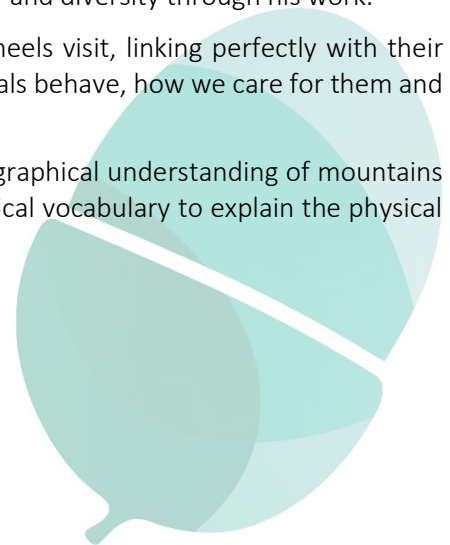 and diversity through his work.
heels visit, linking perfectly with their
als behave, how we care for them and
graphical understanding of mountains
ical vocabulary to explain the physical